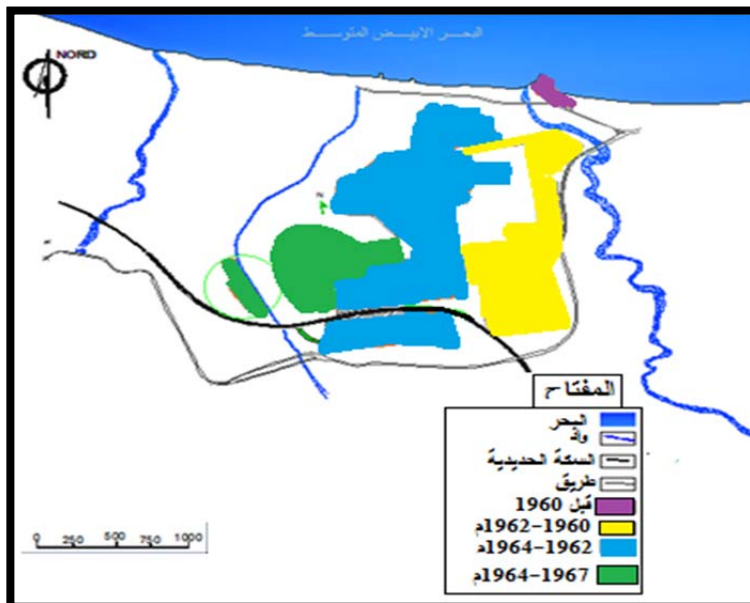 البحر الابيض المتوسط
NORD
N
المفتاح
البحر
واد
السكة الحديدية
طريق
قبل 1960
1960-1962م
1962-1964م
1964-1967م
0 250 500 750 1000